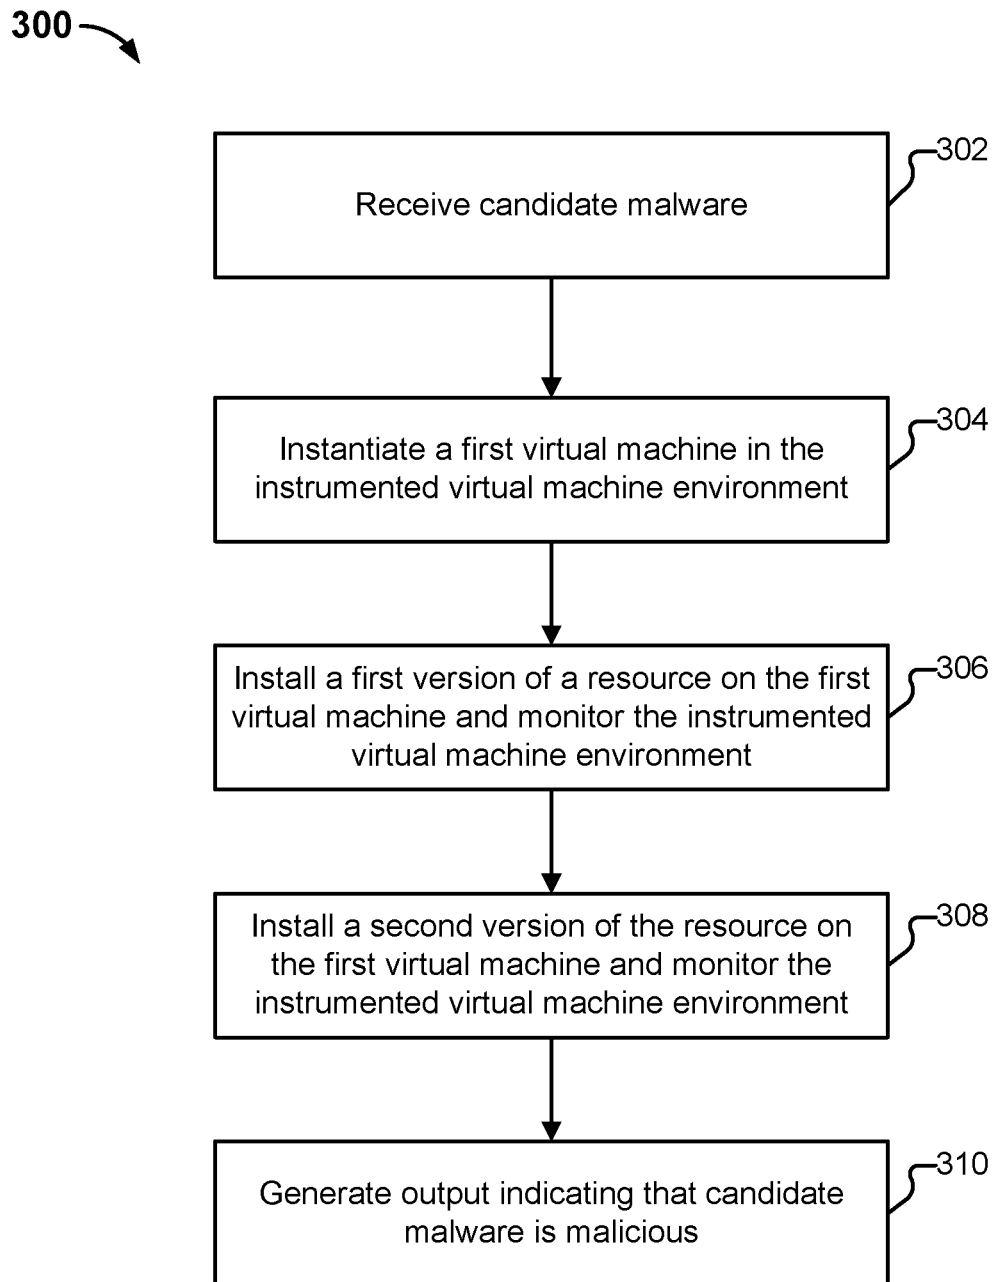 300
302
Receive candidate malware
304
Instantiate a first virtual machine in the
instrumented virtual machine environment
306
Install a first version of a resource on the first
virtual machine and monitor the instrumented
virtual machine environment
308
Install a second version of the resource on
the first virtual machine and monitor the
instrumented virtual machine environment
310
Generate output indicating that candidate
malware is malicious